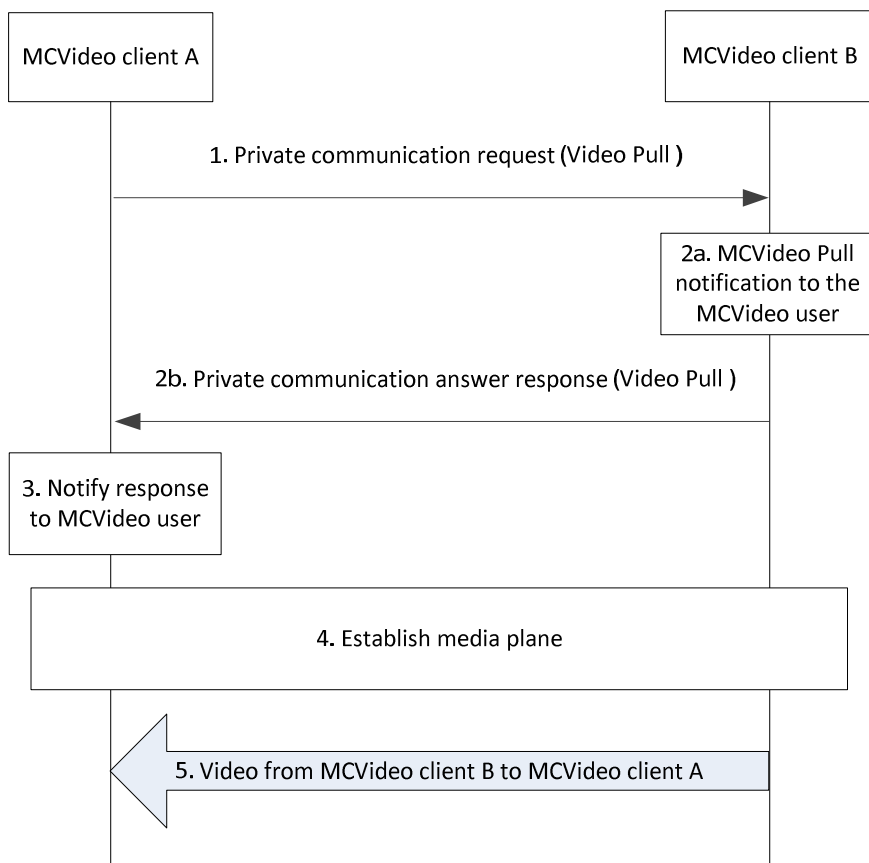 MCVideo client A
MCVideo client B
1. Private communication request (Video Pull )
2a. MCVideo Pull
notification to the
MCVideo user
2b. Private communication answer response (Video Pull )
3. Notify response
to MCVideo user
4. Establish media plane
5. Video from MCVideo client B to MCVideo client A